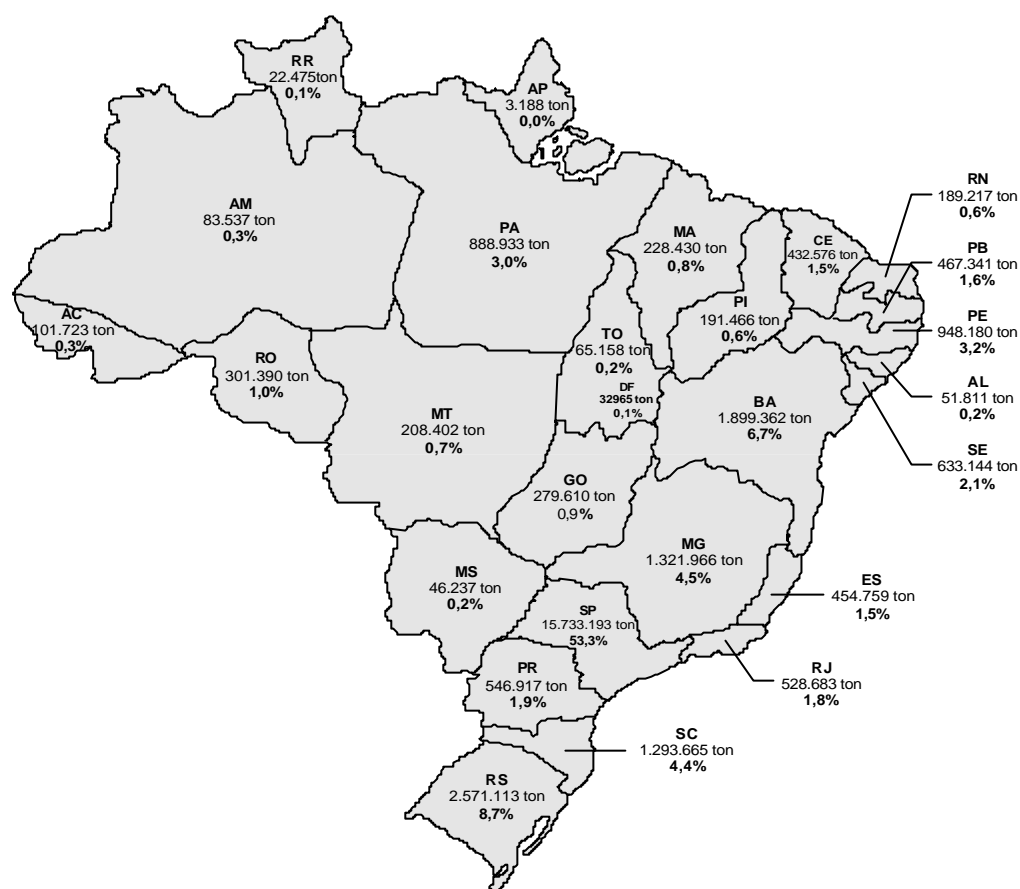 RR
22.475ton
0,1%
AP
3.188 ton
0,0%
AM
83.537 ton
0,3%
PA
888.933 ton
3,0%
MA
228.430 ton
0,8%
CE
432.576 ton
1,5%
RN
189.217 ton
0,6%
PB
467.341 ton
1,6%
PE
948.180 ton
3,2%
AL
51.811 ton
0,2%
SE
633.144 ton
2,1%
AC
101.723 ton
0,3%
RO
301.390 ton
1,0%
PI
191.466 ton
0,6%
TO
65.158 ton
0,2%
DF
32965 ton
0,1%
MT
208.402 ton
0,7%
BA
1.899.362 ton
6,7%
GO
279.610 ton
0,9%
MG
1.321.966 ton
4,5%
MS
46.237 ton
0,2%
ES
454.759 ton
1,5%
SP
15.733.193 ton
53,3%
RJ
528.683 ton
1,8%
PR
546.917 ton
1,9%
SC
1.293.665 ton
4,4%
RS
2.571.113 ton
8,7%